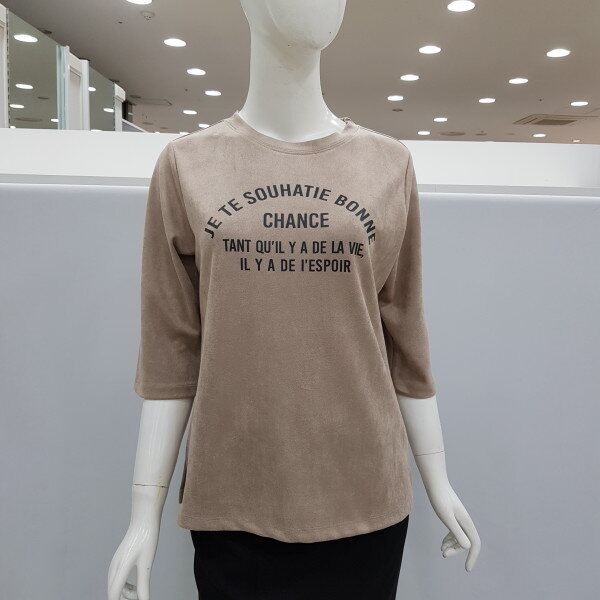 JE TE SOUHATIE BONNE
CHANCE
TANT QU'IL Y A DE LA VIE,
IL Y A DE I'ESPOIR